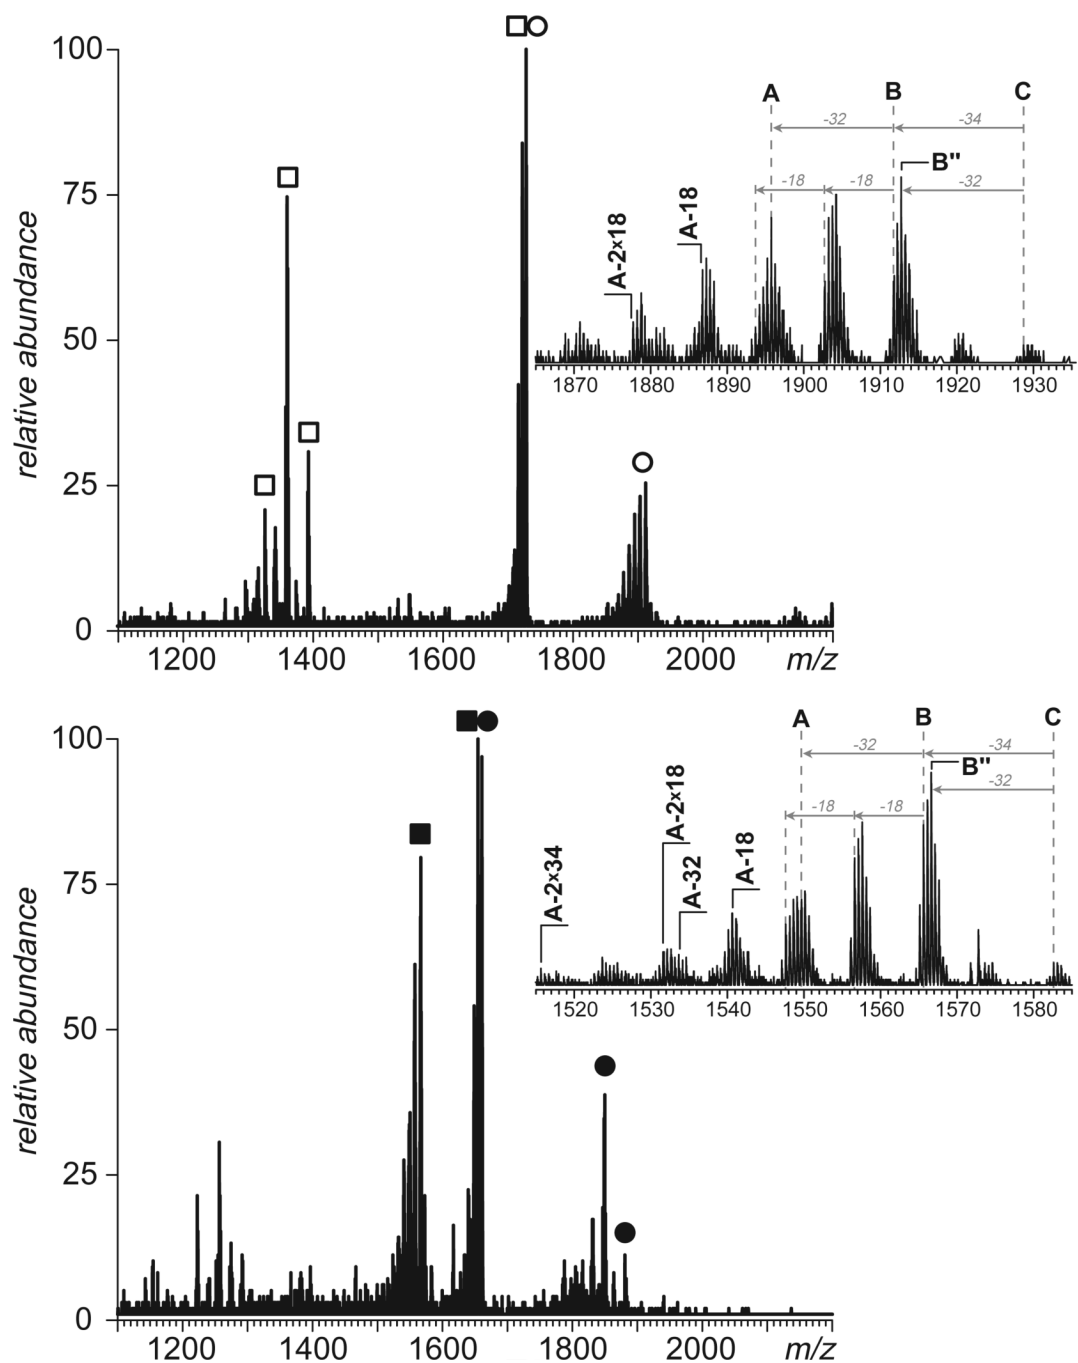 100
75
50
25
0
relative abundance
1200 1400 1600 1800 2000 m/z
A B C
-32 -34
B"
-18 -18 -32
A-2×18
A-18
1870 1880 1890 1900 1910 1920 1930
100
75
50
25
0
relative abundance
1200 1400 1600 1800 2000 m/z
A B C
-32 -34
B"
-32
-18 -18
A-2×34
A-2×18
A-32
A-18
1520 1530 1540 1550 1560 1570 1580